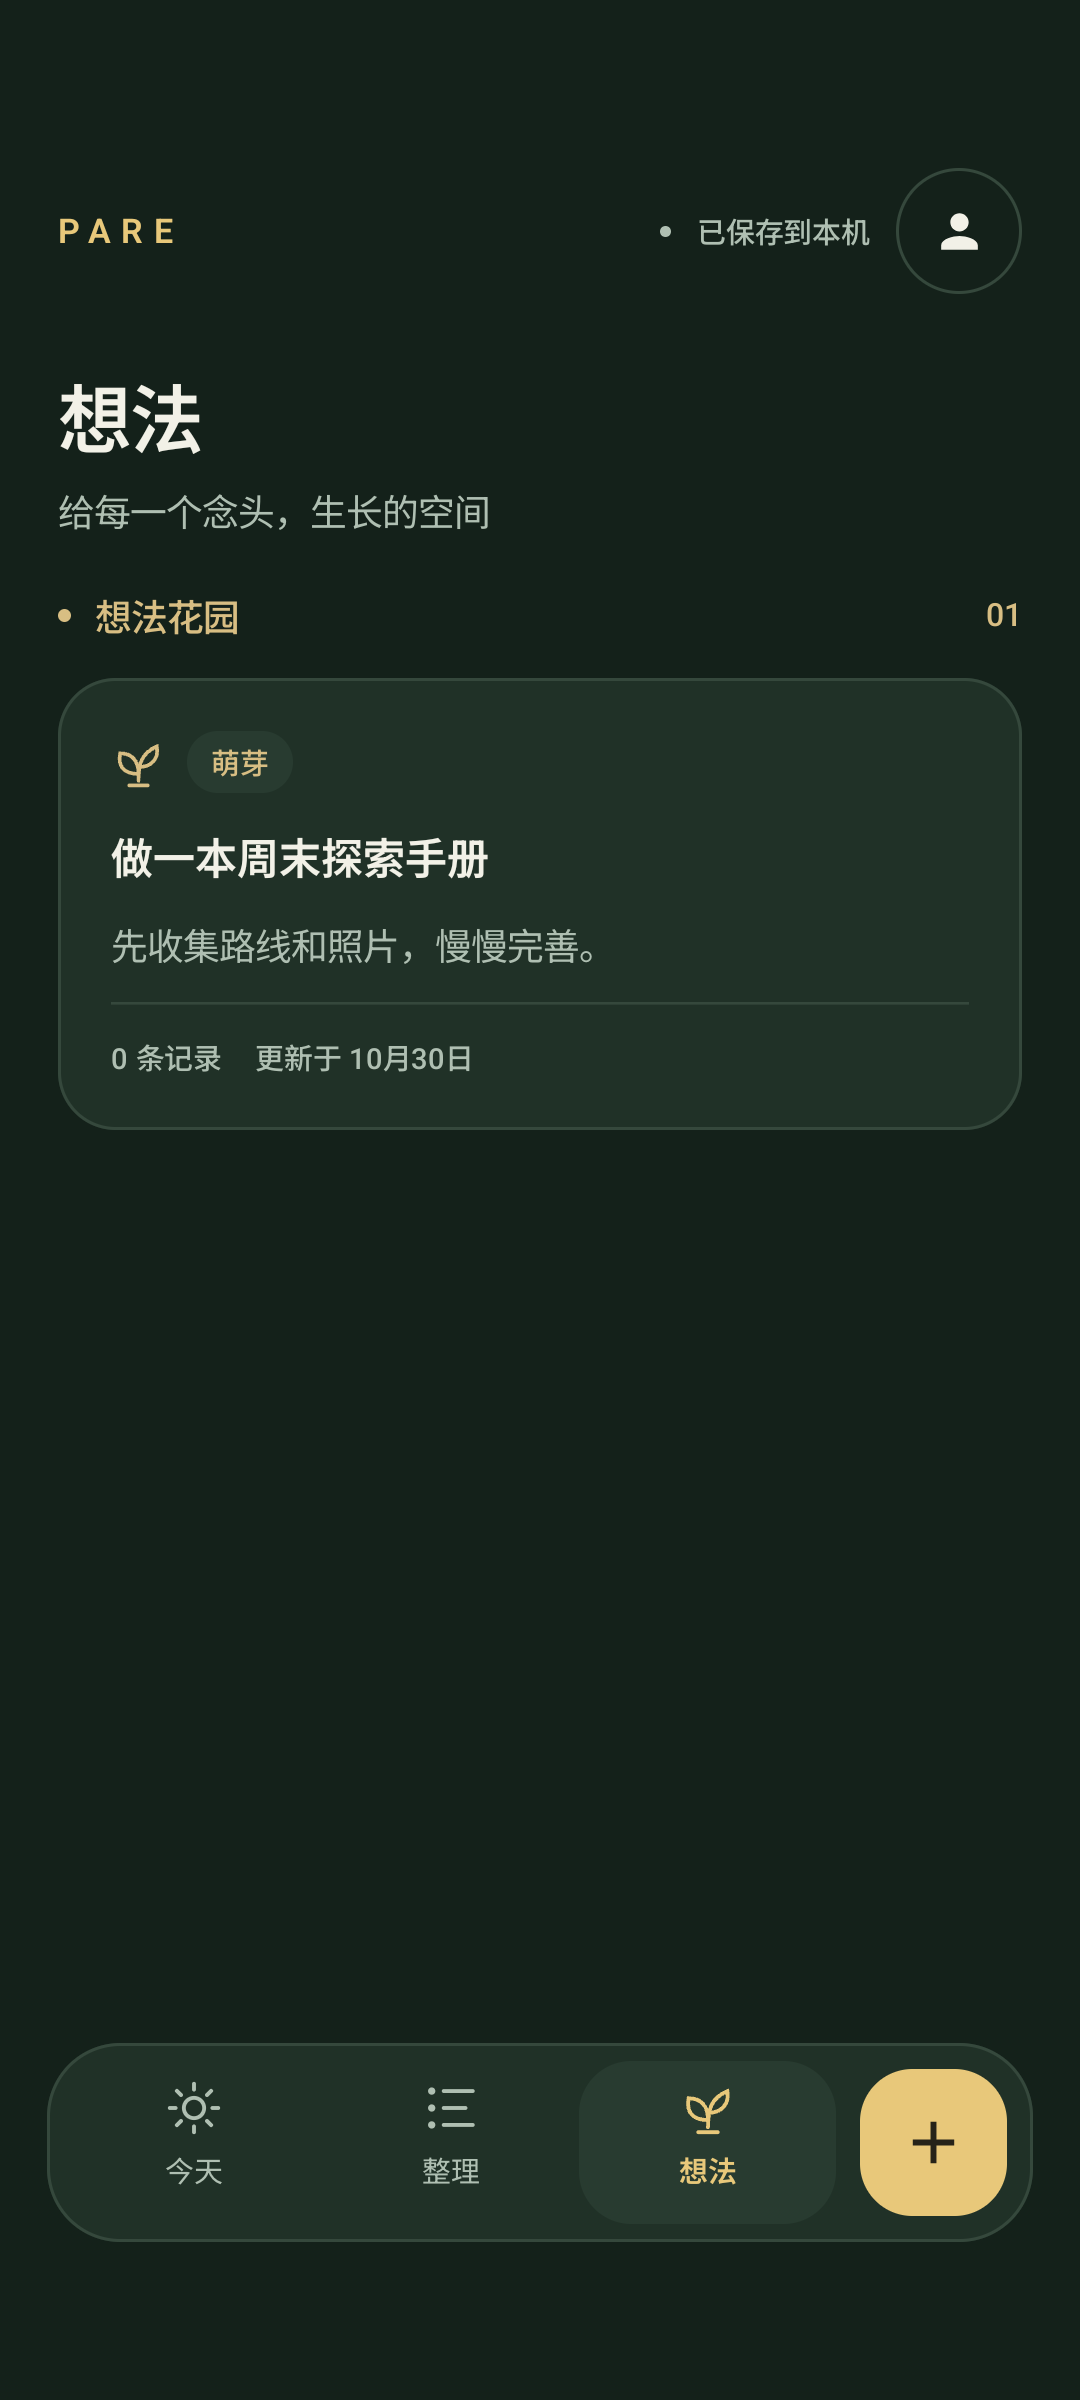 PARE
已保存到本机
想法
给每一个念头，生长的空间
想法花园
01
萌芽
做一本周末探索手册
先收集路线和照片，慢慢完善。
0 条记录 更新于 10月30日
今天
整理
想法